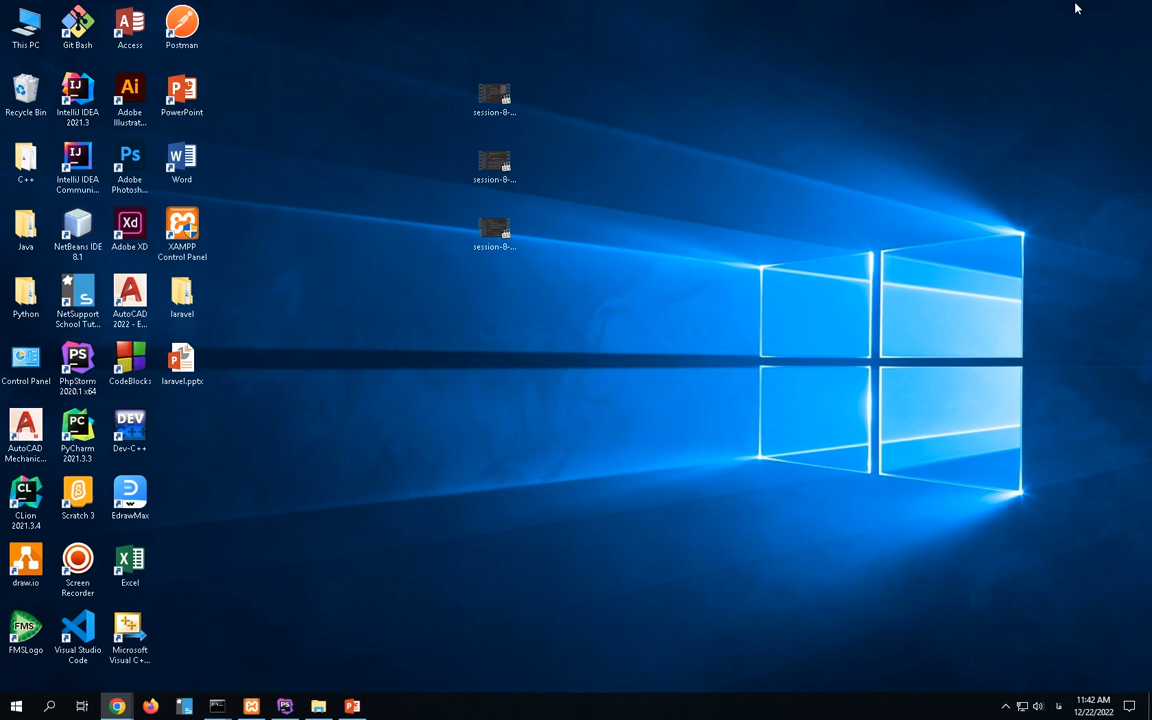 This PC
Git Bash
Access
Postman
Recycle Bin
IntelliJ IDEA
2021.3
Adobe
Illustrat...
PowerPoint
C++
IntelliJ IDEA
Communi...
Adobe
Photosh...
Word
Java
NetBeans IDE
8.1
Adobe XD
XAMPP
Control Panel
Python
NetSupport
School Tut...
AutoCAD
2022 - E...
laravel
Control Panel
PhpStorm
2020.1 x64
CodeBlocks
laravel.pptx
AutoCAD
Mechanic...
PyCharm
2021.3.3
Dev-C++
CLion
2021.3.4
Scratch 3
EdrawMax
draw.io
Screen
Recorder
Excel
FMSLogo
Visual Studio
Code
Microsoft
Visual C+...
session-8-...
session-8-...
session-8-...
فا
11:42 AM
12/22/2022